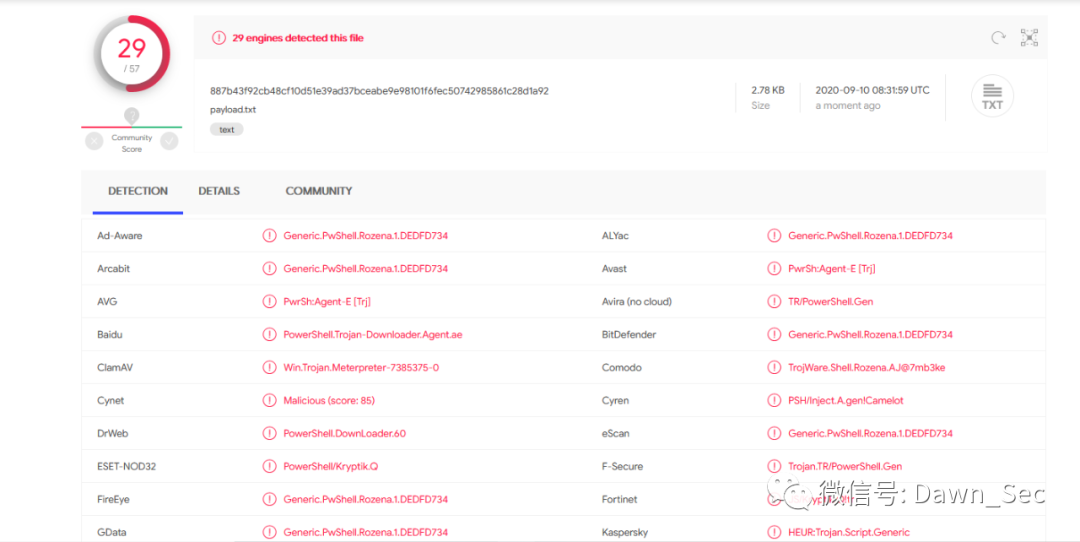 29
/ 57
29 engines detected this file
887b43f92cb48cf10d51e39ad37bceabe9e98101f6fec50742985861c28d1a92
payload.txt
text
2.78 KB
Size
2020-09-10 08:31:59 UTC
a moment ago
TXT
?
Community
Score
DETECTION DETAILS COMMUNITY
Ad-Aware Generic.PwShell.Rozena.1.DEDFD734 ALYac Generic.PwShell.Rozena.1.DEDFD734
Arcabit Generic.PwShell.Rozena.1.DEDFD734 Avast PwrSh:Agent-E [Trj]
AVG PwrSh:Agent-E [Trj] Avira (no cloud) TR/PowerShell.Gen
Baidu PowerShell.Trojan-Downloader.Agent.ae BitDefender Generic.PwShell.Rozena.1.DEDFD734
ClamAV Win.Trojan.Meterpreter-7385375-0 Comodo TrojWare.Shell.Rozena.AJ@7mb3ke
Cynet Malicious (score: 85) Cyren PSH/Inject.A.gen!Camelot
DrWeb PowerShell.DownLoader.60 eScan Generic.PwShell.Rozena.1.DEDFD734
ESET-NOD32 PowerShell/Kryptik.Q F-Secure Trojan.TR/PowerShell.Gen
FireEye Generic.PwShell.Rozena.1.DEDFD734 Fortinet
微信号: Dawn_Sec
GData Generic.PwShell.Rozena.1.DEDFD734 Kaspersky HEUR:Trojan.Script.Generic